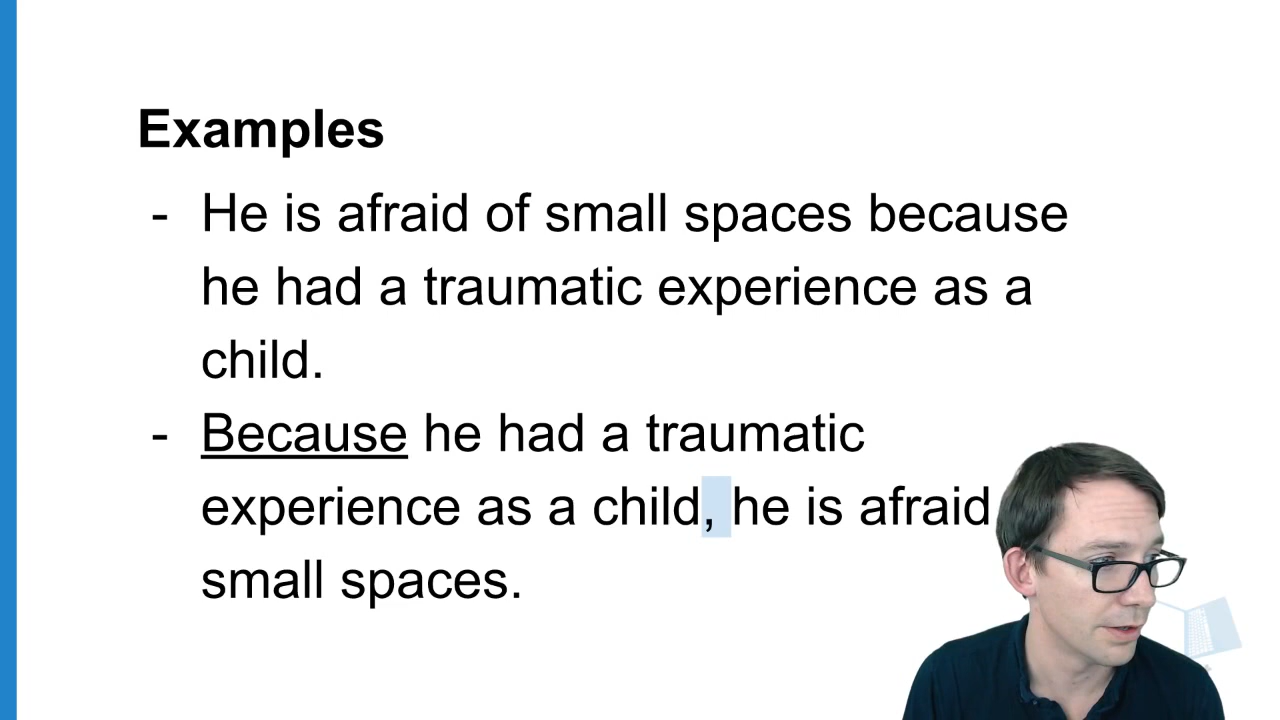 Examples
- He is afraid of small spaces because
he had a traumatic experience as a
child.
- Because he had a traumatic
experience as a child, he is afraid
small spaces.